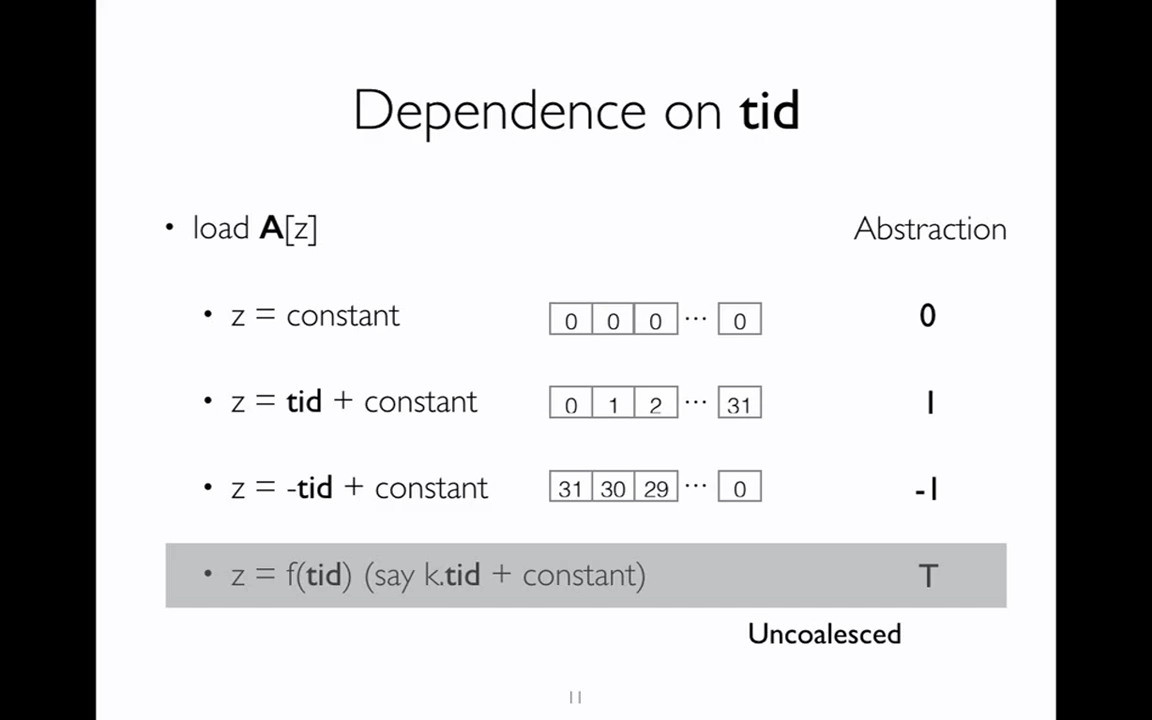 Dependence on tid
• load A[z] Abstraction
• z = constant 0 0 0 ... 0 0
• z = tid + constant 0 1 2 ... 31 1
• z = -tid + constant 31 30 29 ... 0 -1
• z = f(tid) (say k.tid + constant) T
Uncoalesced
11